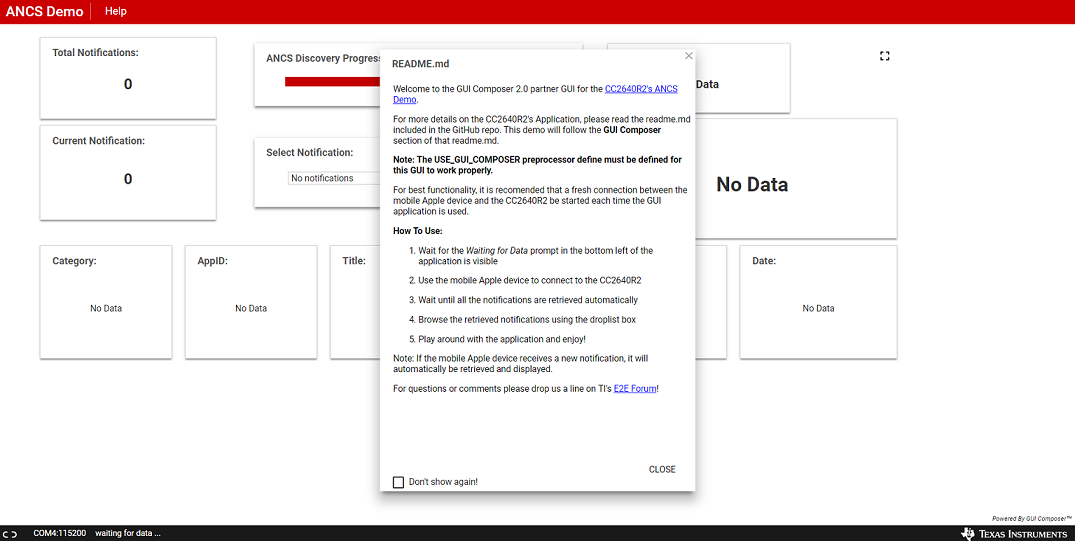 ANCS Demo
Help
Total Notifications:
0
ANCS Discovery Progres
Data
Current Notification:
0
Select Notification:
No notifications
No Data
Category:
No Data
AppID:
No Data
Title:
Date:
No Data
README.md
Welcome to the GUI Composer 2.0 partner GUI for the CC2640R2's ANCS
Demo.
For more details on the CC2640R2's Application, please read the readme.md
included in the GitHub repo. This demo will follow the GUI Composer
section of that readme.md.
Note: The USE_GUI_COMPOSER preprocessor define must be defined for
this GUI to work properly.
For best functionality, it is recomended that a fresh connection between the
mobile Apple device and the CC2640R2 be started each time the GUI
application is used.
How To Use:
1. Wait for the Waiting for Data prompt in the bottom left of the
application is visible
2. Use the mobile Apple device to connect to the CC2640R2
3. Wait until all the notifications are retrieved automatically
4. Browse the retrieved notifications using the droplist box
5. Play around with the application and enjoy!
Note: If the mobile Apple device receives a new notification, it will
automatically be retrieved and displayed.
For questions or comments please drop us a line on TI's E2E Forum!
CLOSE
Don't show again!
Powered By GUI Composer™
COM4:115200 waiting for data ...
TEXAS INSTRUMENTS